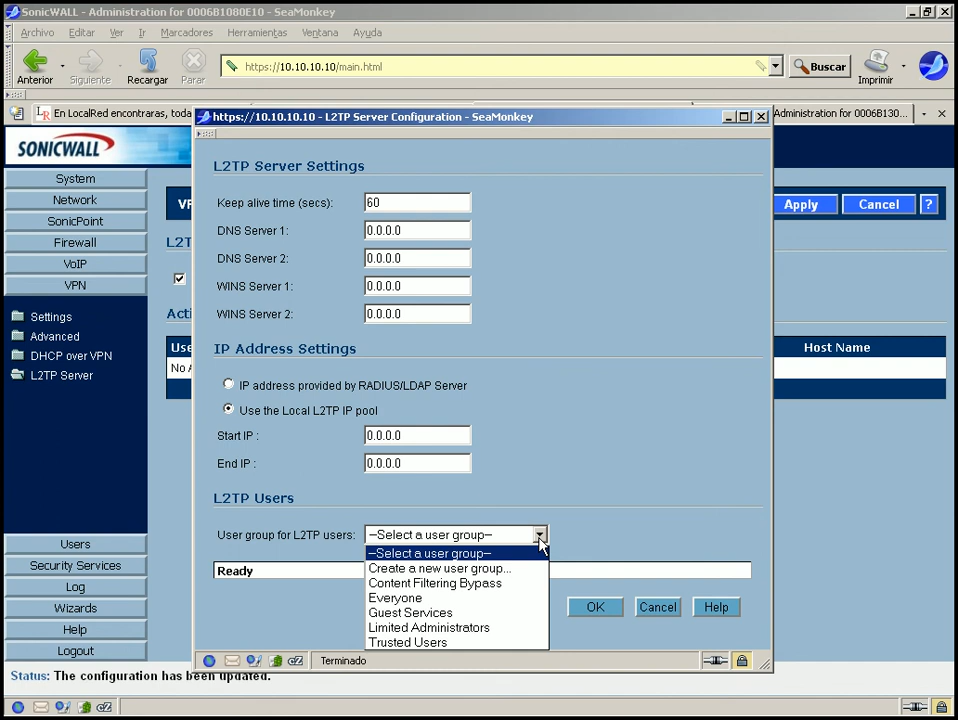 SonicWALL - Administration for 0006B1080E10 - SeaMonkey
Archivo Editar Ver Ir Marcadores Herramientas Ventana Ayuda
Anterior Siguiente Recargar Parar https://10.10.10.10/main.html Buscar Imprimir
En LocalRed encontraras, toda
Administration for 0006B130...
https://10.10.10.10 - L2TP Server Configuration - SeaMonkey
SONICWALL
System
Network
SonicPoint
Firewall
VoIP
VPN
Settings
Advanced
DHCP over VPN
L2TP Server
Users
Security Services
Log
Wizards
Help
Logout
Apply Cancel ?
L2T
Acti
Use
No A
Host Name
L2TP Server Settings
Keep alive time (secs): 60
DNS Server 1: 0.0.0.0
DNS Server 2: 0.0.0.0
WINS Server 1: 0.0.0.0
WINS Server 2: 0.0.0.0
IP Address Settings
IP address provided by RADIUS/LDAP Server
Use the Local L2TP IP pool
Start IP : 0.0.0.0
End IP : 0.0.0.0
L2TP Users
User group for L2TP users: --Select a user group--
--Select a user group--
Create a new user group...
Content Filtering Bypass
Everyone
Guest Services
Limited Administrators
Trusted Users
Ready
OK Cancel Help
Terminado
Status: The configuration has been updated.